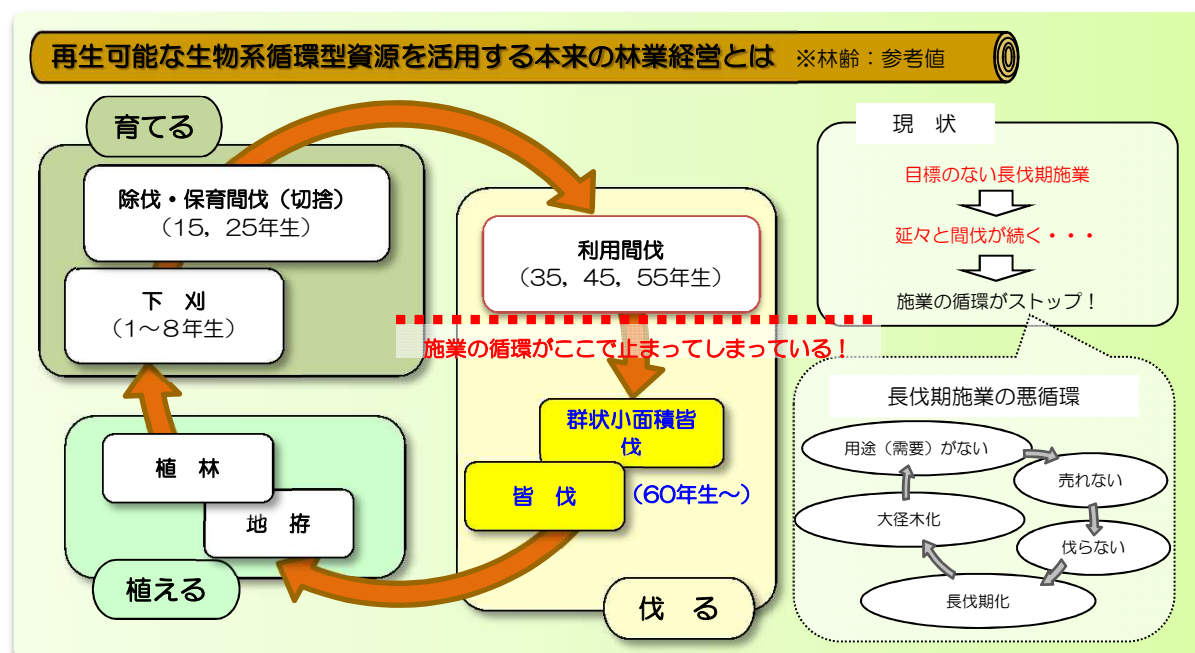 再生可能な生物系循環型資源を活用する本来の林業経営とは ※林齢：参考値
育てる
除伐・保育間伐（切捨）
（15，25年生）
下 刈
（1～8年生）
利用間伐
（35，45，55年生）
施業の循環がここで止まってしまっている！
群状小面積皆
伐
皆 伐
（60年生～）
伐 る
植 林
地 拵
植える
現 状
目標のない長伐期施業
延々と間伐が続く・・・
施業の循環がストップ！
長伐期施業の悪循環
用途（需要）がない
売れない
伐らない
長伐期化
大径木化